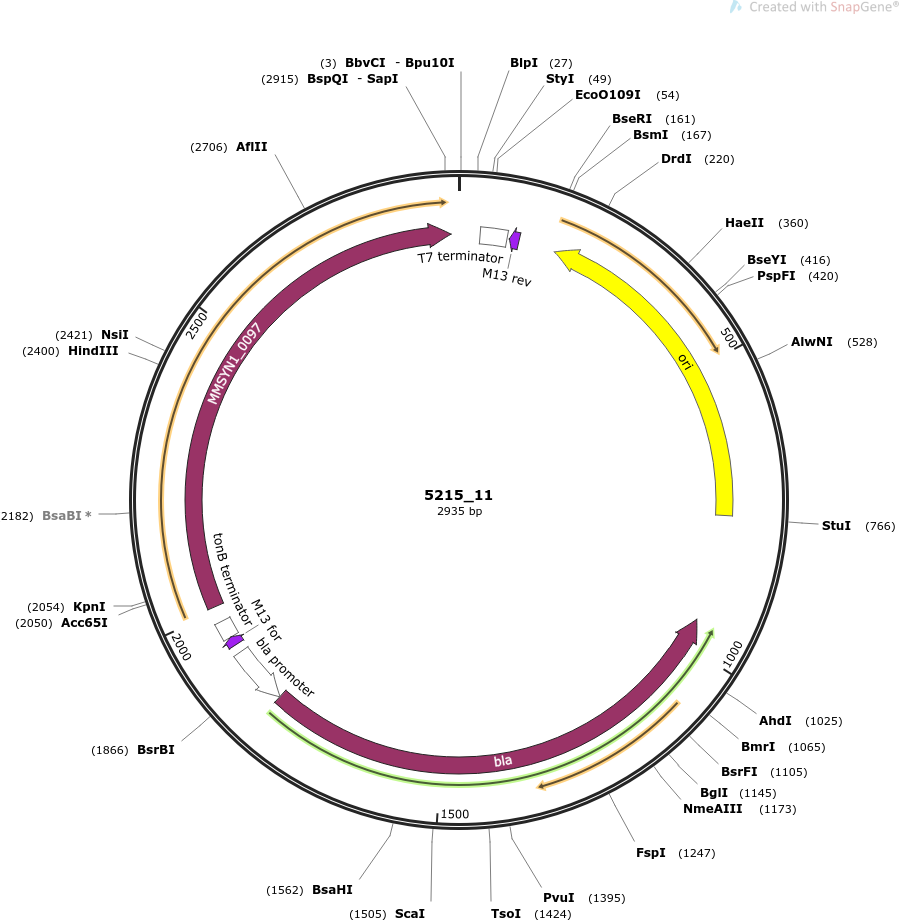 Created with SnapGene®
(3) BbvCI - Bpu10I
(2915) BspQI - SapI
(2706) AflII
BlpI (27)
StyI (49)
EcoO109I (54)
BseRI (161)
BsmI (167)
DrdI (220)
HaeII (360)
BseYI (416)
PspFI (420)
AlwNI (528)
(2421) NsiI
(2400) HindIII
2182) BsaBI *
(2054) KpnI
(2050) Acc65I
(1866) BsrBI
StuI (766)
AhdI (1025)
BmrI (1065)
BsrFI (1105)
BglI (1145)
NmeAIII (1173)
FspI (1247)
PvuI (1395)
TsoI (1424)
(1505) ScaI
(1562) BsaHI
T7 terminator
M13 rev
ori
MMSYN1_0097
tonB terminator
M13 for
bla promoter
bla
500
1000
1500
2000
2500
5215_11
2935 bp